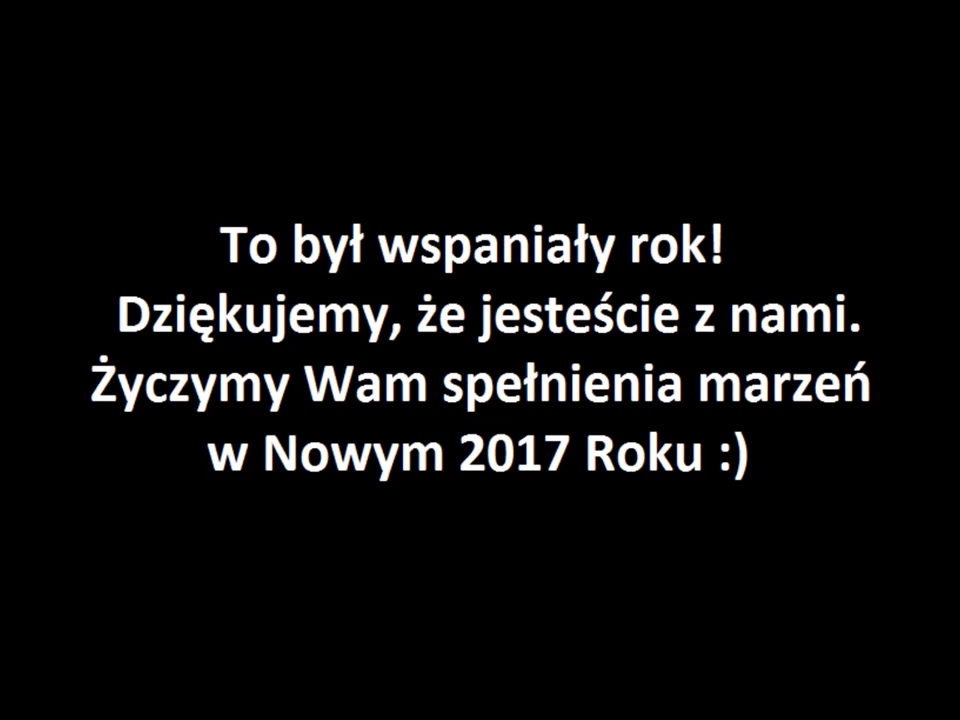 To był wspaniały rok!
Dziękujemy, że jesteście z nami.
Życzymy Wam spełnienia marzeń
w Nowym 2017 Roku :)